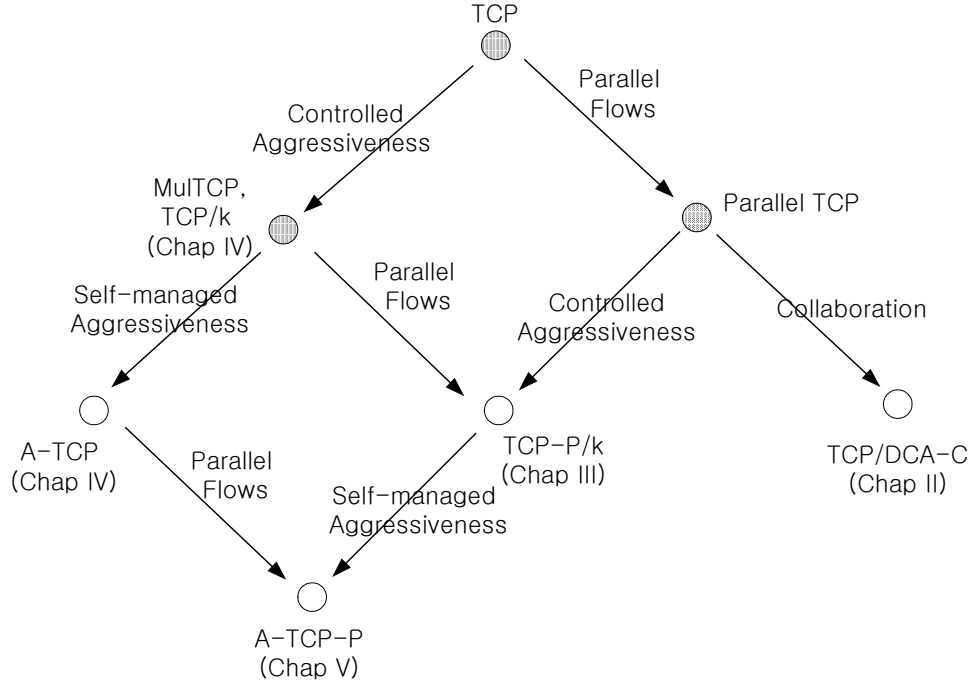 TCP
Parallel
Flows
Controlled
Aggressiveness
MulTCP,
TCP/k
(Chap IV)
Parallel TCP
Self-managed
Aggressiveness
Parallel
Flows
Controlled
Aggressiveness
Collaboration
A-TCP
(Chap IV)
TCP-P/k
(Chap III)
TCP/DCA-C
(Chap II)
Parallel
Flows
Self-managed
Aggressiveness
A-TCP-P
(Chap V)